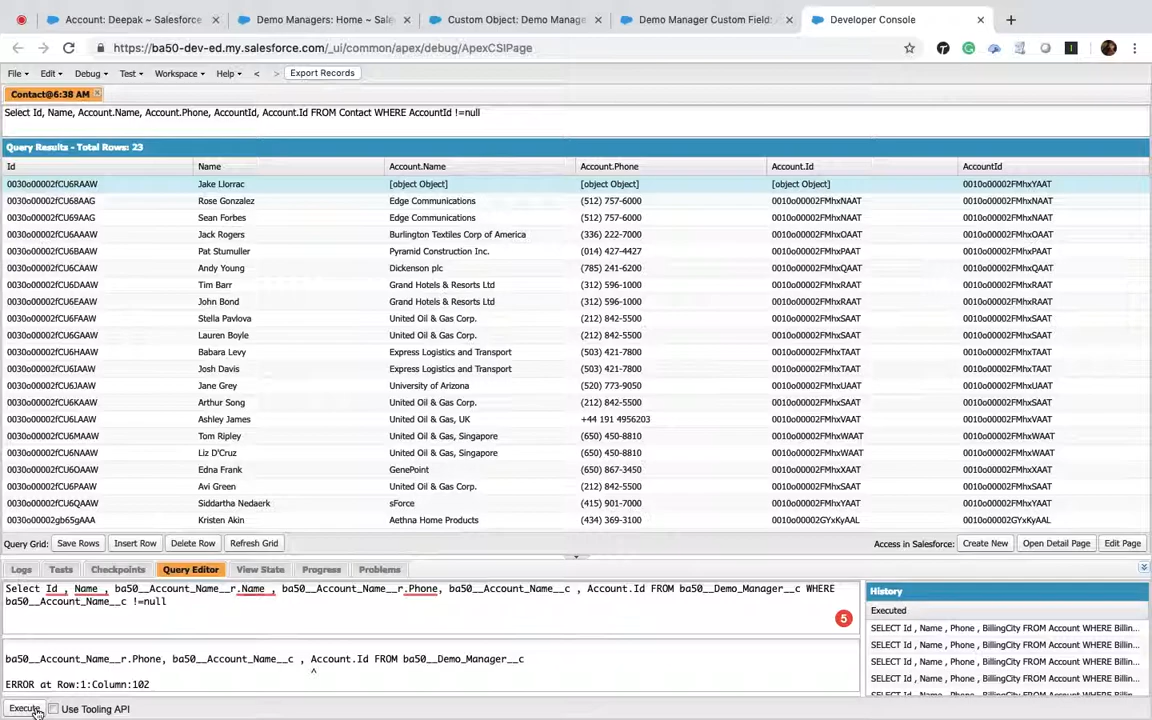 Account: Deepak ~ Salesforce
Demo Managers: Home ~ Sale
Custom Object: Demo Manage
Demo Manager Custom Field: A
Developer Console
https://ba50-dev-ed.my.salesforce.com/_ui/common/apex/debug/ApexCSIPage
File Edit Debug Test Workspace Help < > Export Records
Contact@6:38 AM
Select Id, Name, Account.Name, Account.Phone, AccountId, Account.Id FROM Contact WHERE AccountId !=null
Query Results - Total Rows: 23
Id Name Account.Name Account.Phone Account.Id AccountId
0030o00002fCU6RAAW Jake Llorrac [object Object] [object Object] [object Object] 0010o00002FMhxYAAT
0030o00002fCU68AAG Rose Gonzalez Edge Communications (512) 757-6000 0010o00002FMhxNAAT 0010o00002FMhxNAAT
0030o00002fCU69AAG Sean Forbes Edge Communications (512) 757-6000 0010o00002FMhxNAAT 0010o00002FMhxNAAT
0030o00002fCU6AAAW Jack Rogers Burlington Textiles Corp of America (336) 222-7000 0010o00002FMhxOAAT 0010o00002FMhxOAAT
0030o00002fCU6BAAW Pat Stumuller Pyramid Construction Inc. (014) 427-4427 0010o00002FMhxPAAT 0010o00002FMhxPAAT
0030o00002fCU6CAAW Andy Young Dickenson plc (785) 241-6200 0010o00002FMhxQAAT 0010o00002FMhxQAAT
0030o00002fCU6DAAW Tim Barr Grand Hotels & Resorts Ltd (312) 596-1000 0010o00002FMhxRAAT 0010o00002FMhxRAAT
0030o00002fCU6EAAW John Bond Grand Hotels & Resorts Ltd (312) 596-1000 0010o00002FMhxRAAT 0010o00002FMhxRAAT
0030o00002fCU6FAAW Stella Pavlova United Oil & Gas Corp. (212) 842-5500 0010o00002FMhxSAAT 0010o00002FMhxSAAT
0030o00002fCU6GAAW Lauren Boyle United Oil & Gas Corp. (212) 842-5500 0010o00002FMhxSAAT 0010o00002FMhxSAAT
0030o00002fCU6HAAW Babara Levy Express Logistics and Transport (503) 421-7800 0010o00002FMhxTAAT 0010o00002FMhxTAAT
0030o00002fCU6IAAW Josh Davis Express Logistics and Transport (503) 421-7800 0010o00002FMhxTAAT 0010o00002FMhxTAAT
0030o00002fCU6JAAW Jane Grey University of Arizona (520) 773-9050 0010o00002FMhxUAAT 0010o00002FMhxUAAT
0030o00002fCU6KAAW Arthur Song United Oil & Gas Corp. (212) 842-5500 0010o00002FMhxSAAT 0010o00002FMhxSAAT
0030o00002fCU6LAAW Ashley James United Oil & Gas, UK +44 191 4956203 0010o00002FMhxVAAT 0010o00002FMhxVAAT
0030o00002fCU6MAAW Tom Ripley United Oil & Gas, Singapore (650) 450-8810 0010o00002FMhxWAAT 0010o00002FMhxWAAT
0030o00002fCU6NAAW Liz D'Cruz United Oil & Gas, Singapore (650) 450-8810 0010o00002FMhxWAAT 0010o00002FMhxWAAT
0030o00002fCU6OAAW Edna Frank GenePoint (650) 867-3450 0010o00002FMhxXAAT 0010o00002FMhxXAAT
0030o00002fCU6PAAW Avi Green United Oil & Gas Corp. (212) 842-5500 0010o00002FMhxSAAT 0010o00002FMhxSAAT
0030o00002fCU6QAAW Siddartha Nedaerk sForce (415) 901-7000 0010o00002FMhxYAAT 0010o00002FMhxYAAT
0030o00002gb65gAAA Kristen Akin Aethna Home Products (434) 369-3100 0010o00002GYxKyAAL 0010o00002GYxKyAAL
Query Grid: Save Rows Insert Row Delete Row Refresh Grid Access in Salesforce: Create New Open Detail Page Edit Page
Logs Tests Checkpoints Query Editor View State Progress Problems
Select Id , Name , ba50__Account_Name__r.Name , ba50__Account_Name__r.Phone, ba50__Account_Name__c , Account.Id FROM ba50__Demo_Manager__c WHERE
ba50__Account_Name__c !=null
5
History
Executed
SELECT Id , Name , Phone , BillingCity FROM Account WHERE Billin...
SELECT Id , Name , Phone , BillingCity FROM Account WHERE Billin...
SELECT Id , Name , Phone , BillingCity FROM Account WHERE Billin...
SELECT Id , Name , Phone , BillingCity FROM Account WHERE Billin...
ba50__Account_Name__r.Phone, ba50__Account_Name__c , Account.Id FROM ba50__Demo_Manager__c
^
ERROR at Row:1:Column:102
Execute Use Tooling API